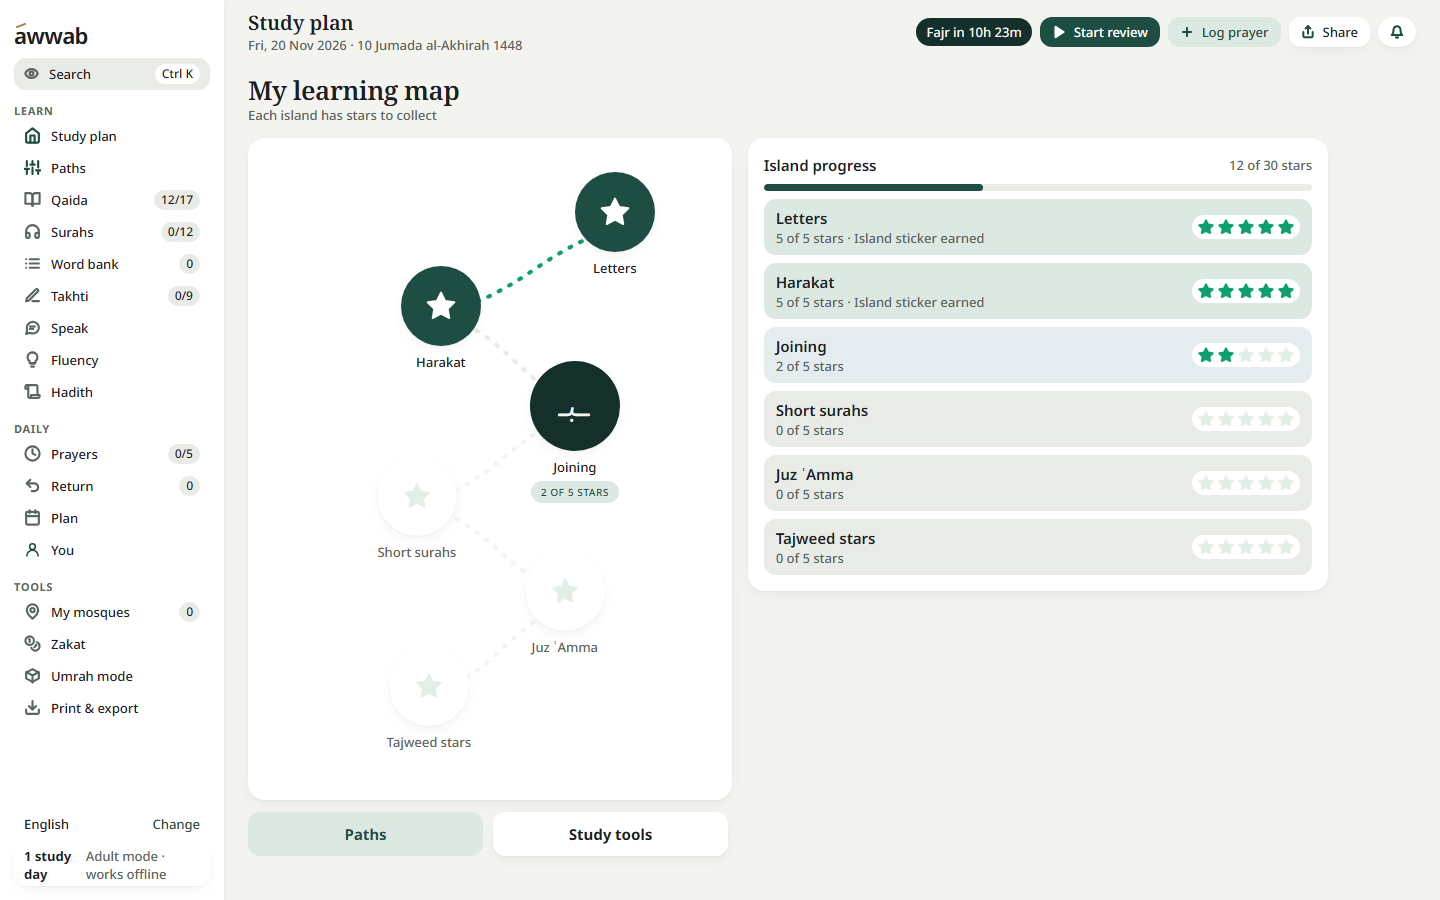 awwab
Search
Ctrl K
LEARN
Study plan
Paths
Qaida
12/17
Surahs
0/12
Word bank
0
Takhti
0/9
Speak
Fluency
Hadith
DAILY
Prayers
0/5
Return
0
Plan
You
TOOLS
My mosques
0
Zakat
Umrah mode
Print & export
English
Change
1 study day
Adult mode · works offline
Study plan
Fri, 20 Nov 2026 · 10 Jumada al-Akhirah 1448
Fajr in 10h 23m
Start review
Log prayer
Share
My learning map
Each island has stars to collect
Letters
Harakat
Joining
2 OF 5 STARS
Short surahs
Juz ʿAmma
Tajweed stars
Paths
Study tools
Island progress
12 of 30 stars
Letters
5 of 5 stars · Island sticker earned
Harakat
5 of 5 stars · Island sticker earned
Joining
2 of 5 stars
Short surahs
0 of 5 stars
Juz ʿAmma
0 of 5 stars
Tajweed stars
0 of 5 stars